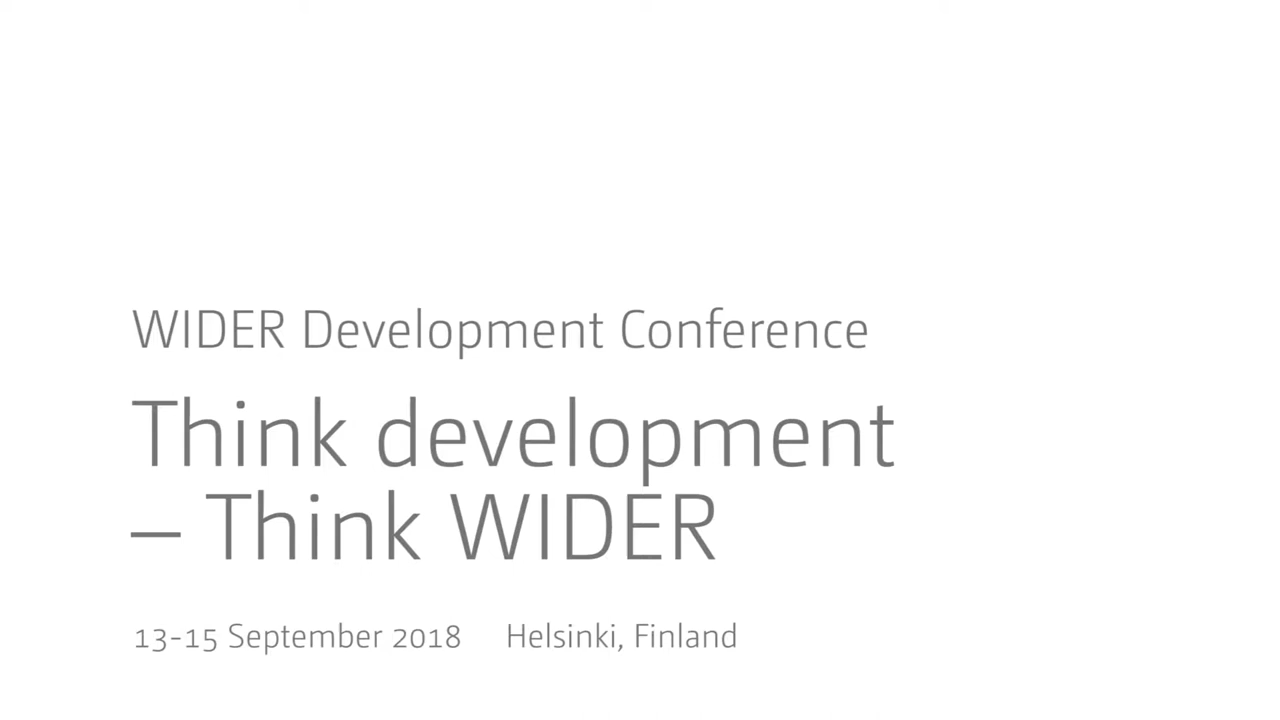 WIDER Development Conference
Think development
– Think WIDER
13-15 September 2018 Helsinki, Finland